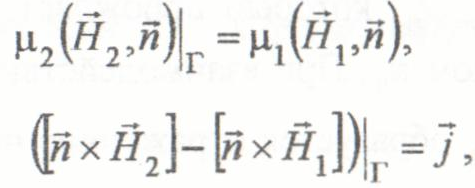 μ₂(H⃗₂,n⃗)|_Γ = μ₁(H⃗₁,n⃗),
([n⃗ × H⃗₂] − [n⃗ × H⃗₁])|_Γ = j⃗ ,